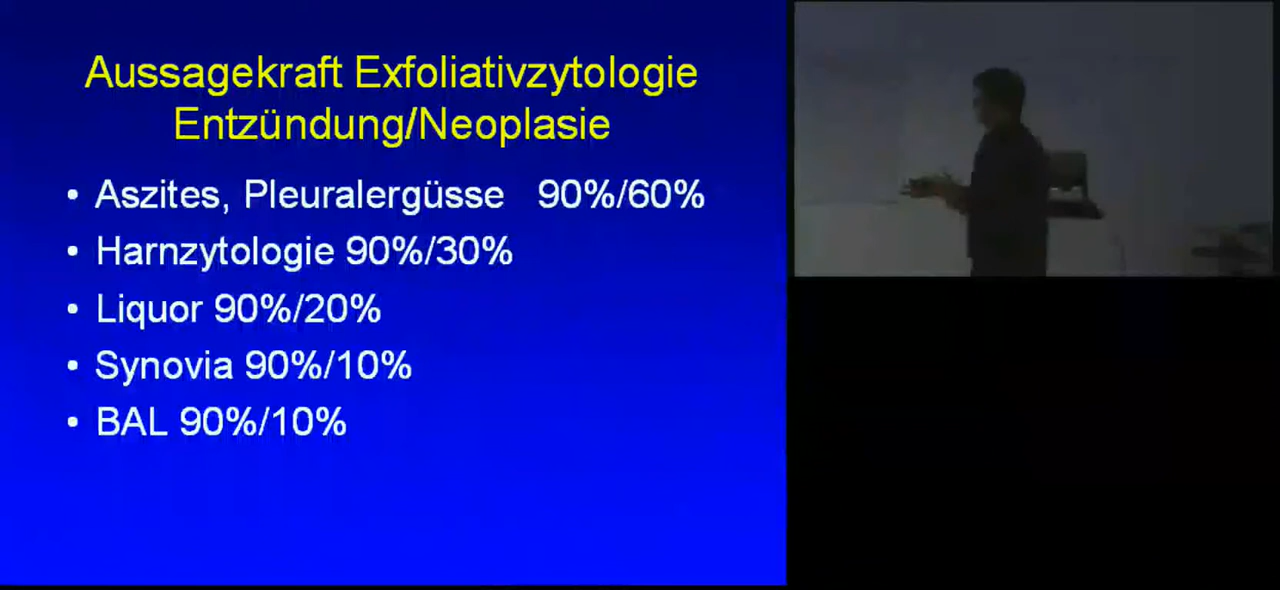 Aussagekraft Exfoliativzytologie
Entzündung/Neoplasie
• Aszites, Pleuralergüsse 90%/60%
• Harnzytologie 90%/30%
• Liquor 90%/20%
• Synovia 90%/10%
• BAL 90%/10%